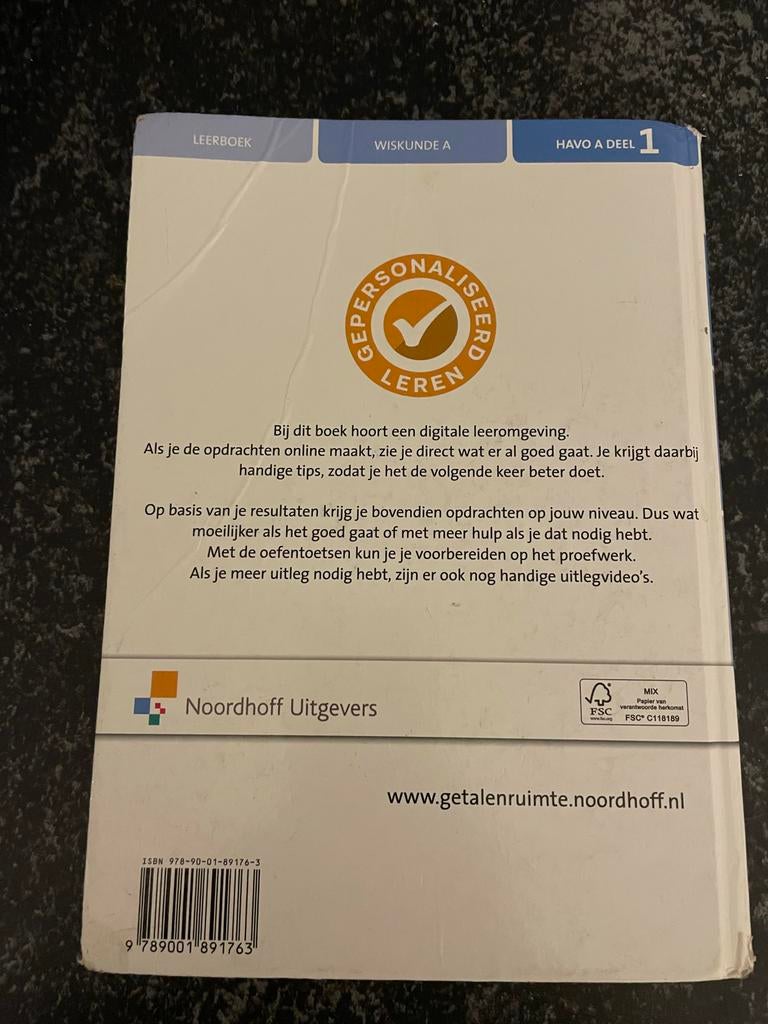 LEERBOEK
WISKUNDE A
HAVO A DEEL 1
GEPERSONALISEERD
LEREN
Bij dit boek hoort een digitale leeromgeving.
Als je de opdrachten online maakt, zie je direct wat er al goed gaat. Je krijgt daarbij
handige tips, zodat je het de volgende keer beter doet.
Op basis van je resultaten krijg je bovendien opdrachten op jouw niveau. Dus wat
moeilijker als het goed gaat of met meer hulp als je dat nodig hebt.
Met de oefentoetsen kun je je voorbereiden op het proefwerk.
Als je meer uitleg nodig hebt, zijn er ook nog handige uitlegvideo's.
Noordhoff Uitgevers
FSC
www.fsc.org
MIX
Papier van
verantwoorde herkomst
FSC® C118189
www.getalenruimte.noordhoff.nl
ISBN 978-90-01-89176-3
9 789001 891763